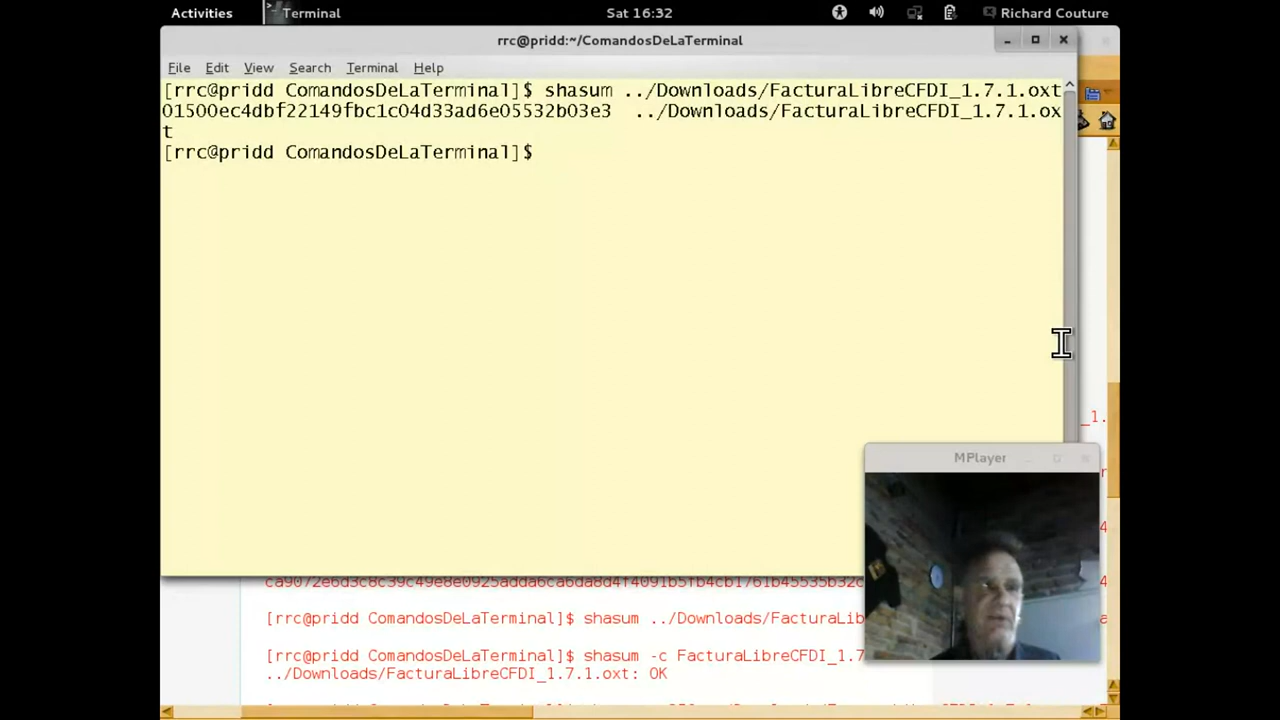 Activities Terminal Sat 16:32 Richard Couture
rrc@pridd:~/ComandosDeLaTerminal
File Edit View Search Terminal Help
[rrc@pridd ComandosDeLaTerminal]$ shasum ../Downloads/FacturaLibreCFDI_1.7.1.oxt
01500ec4dbf22149fbc1c04d33ad6e05532b03e3 ../Downloads/FacturaLibreCFDI_1.7.1.ox
t
[rrc@pridd ComandosDeLaTerminal]$
_1.
MPlayer
ca9072e6d3c8c39c49e8e0925adda6ca6da8d4f4091b5fb4cb1761b45535b32c
[rrc@pridd ComandosDeLaTerminal]$ shasum ../Downloads/FacturaLib
[rrc@pridd ComandosDeLaTerminal]$ shasum -c FacturaLibreCFDI_1.7
../Downloads/FacturaLibreCFDI_1.7.1.oxt: OK